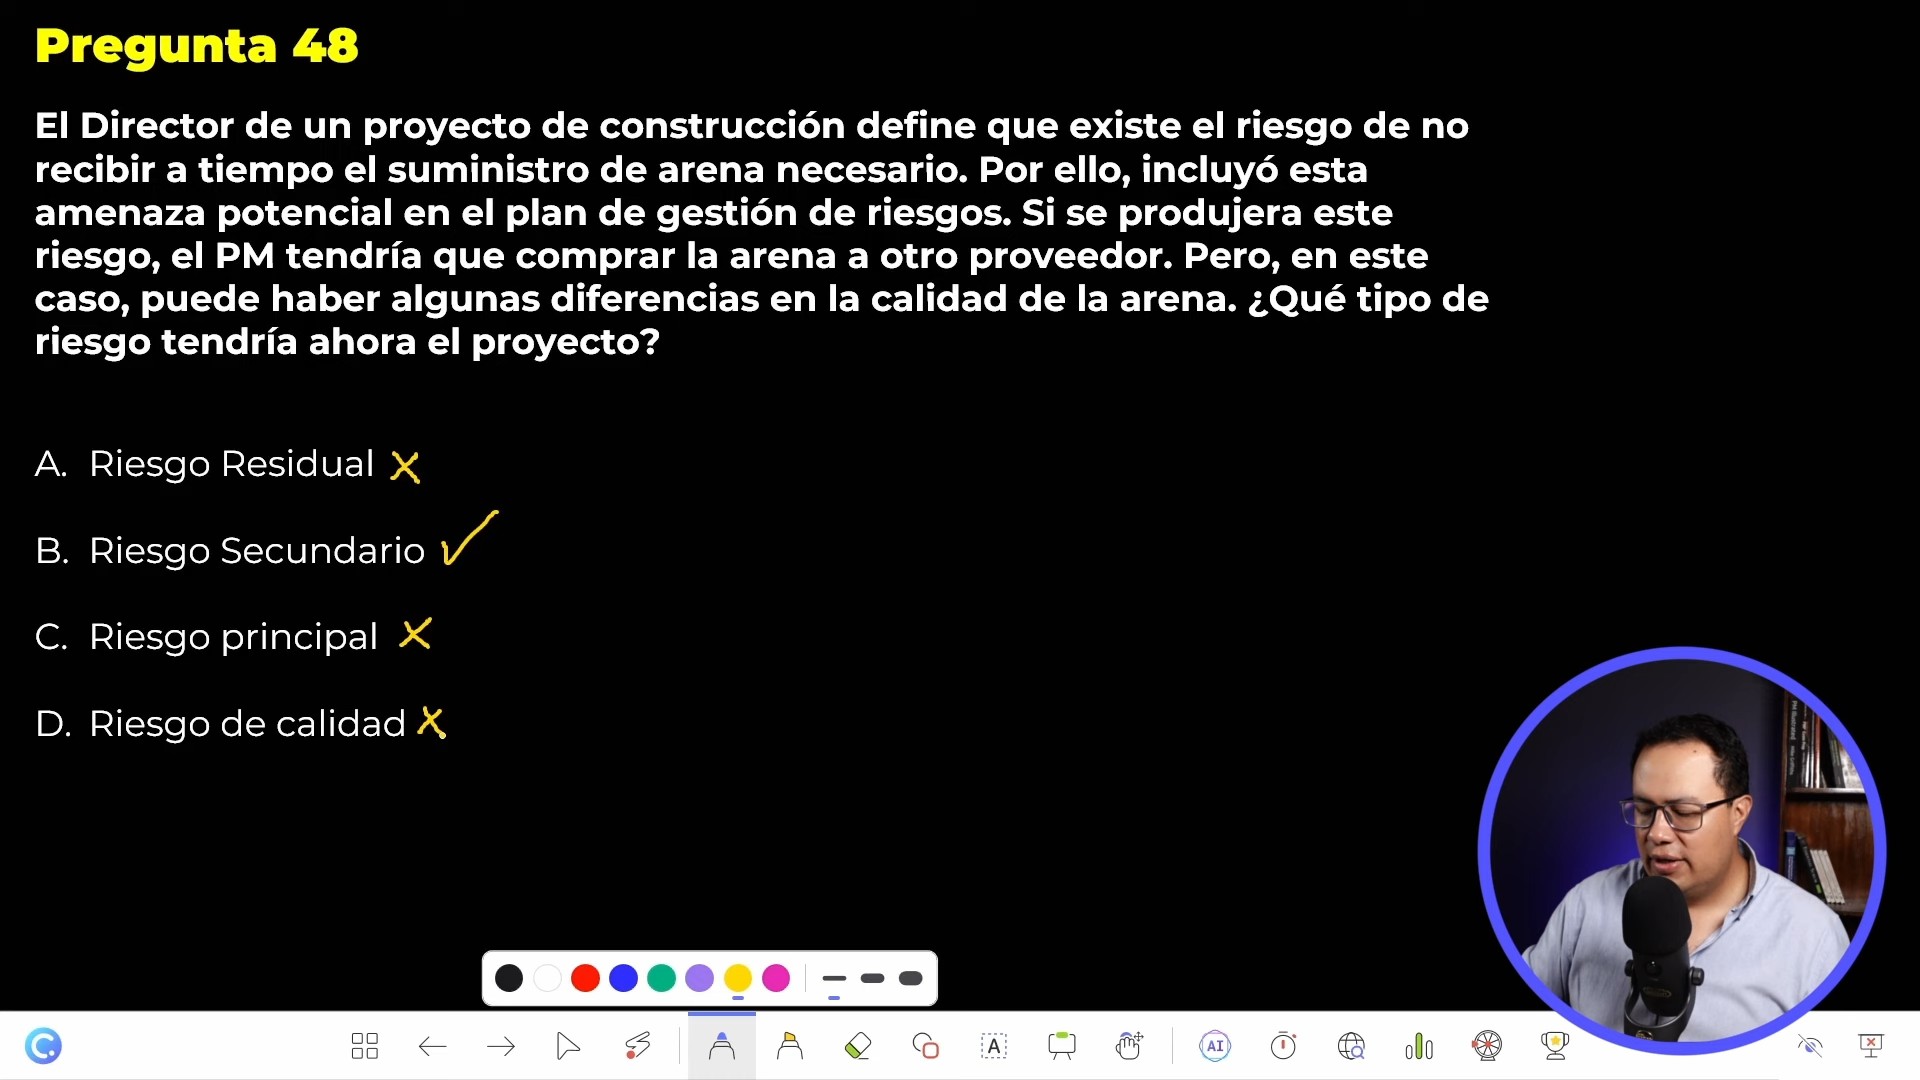 Pregunta 48
El Director de un proyecto de construcción define que existe el riesgo de no
recibir a tiempo el suministro de arena necesario. Por ello, incluyó esta
amenaza potencial en el plan de gestión de riesgos. Si se produjera este
riesgo, el PM tendría que comprar la arena a otro proveedor. Pero, en este
caso, puede haber algunas diferencias en la calidad de la arena. ¿Qué tipo de
riesgo tendría ahora el proyecto?
A. Riesgo Residual
B. Riesgo Secundario
C. Riesgo principal
D. Riesgo de calidad
A
AI